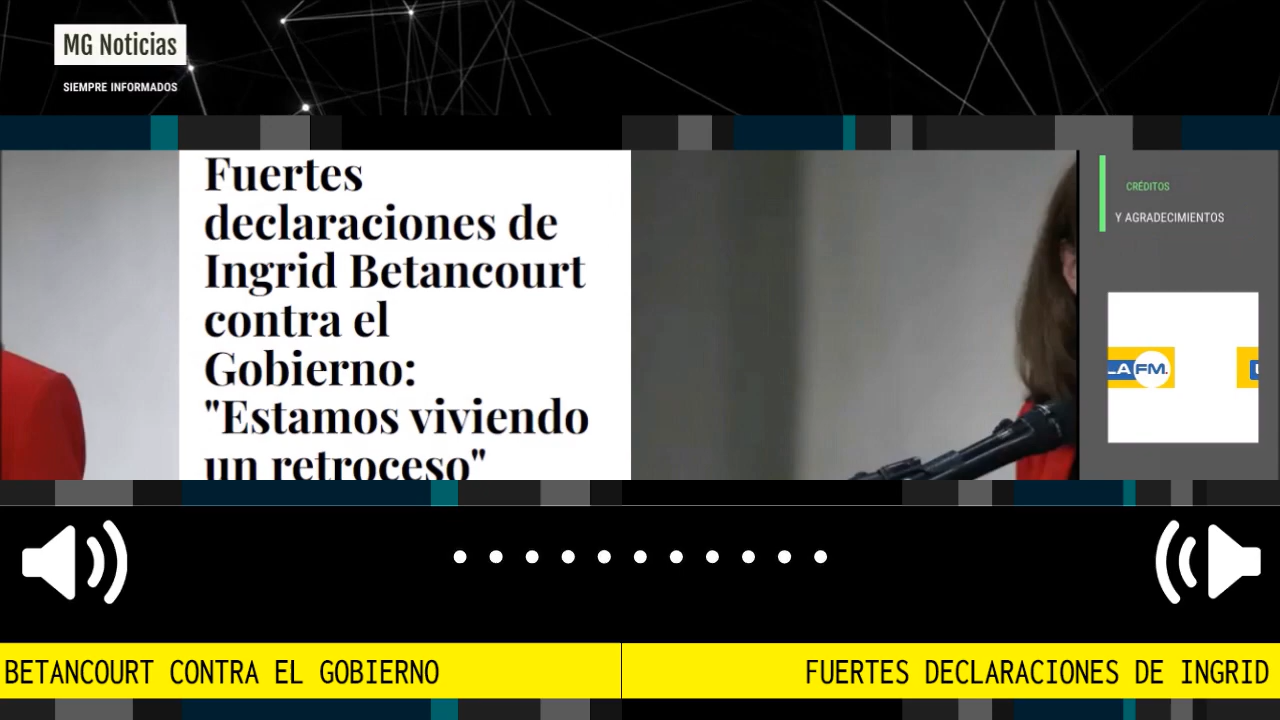 MG Noticias
SIEMPRE INFORMADOS
Fuertes
declaraciones de
Ingrid Betancourt
contra el
Gobierno:
"Estamos viviendo
un retroceso"
CRÉDITOS
Y AGRADECIMIENTOS
LA FM.
BETANCOURT CONTRA EL GOBIERNO
FUERTES DECLARACIONES DE INGRID